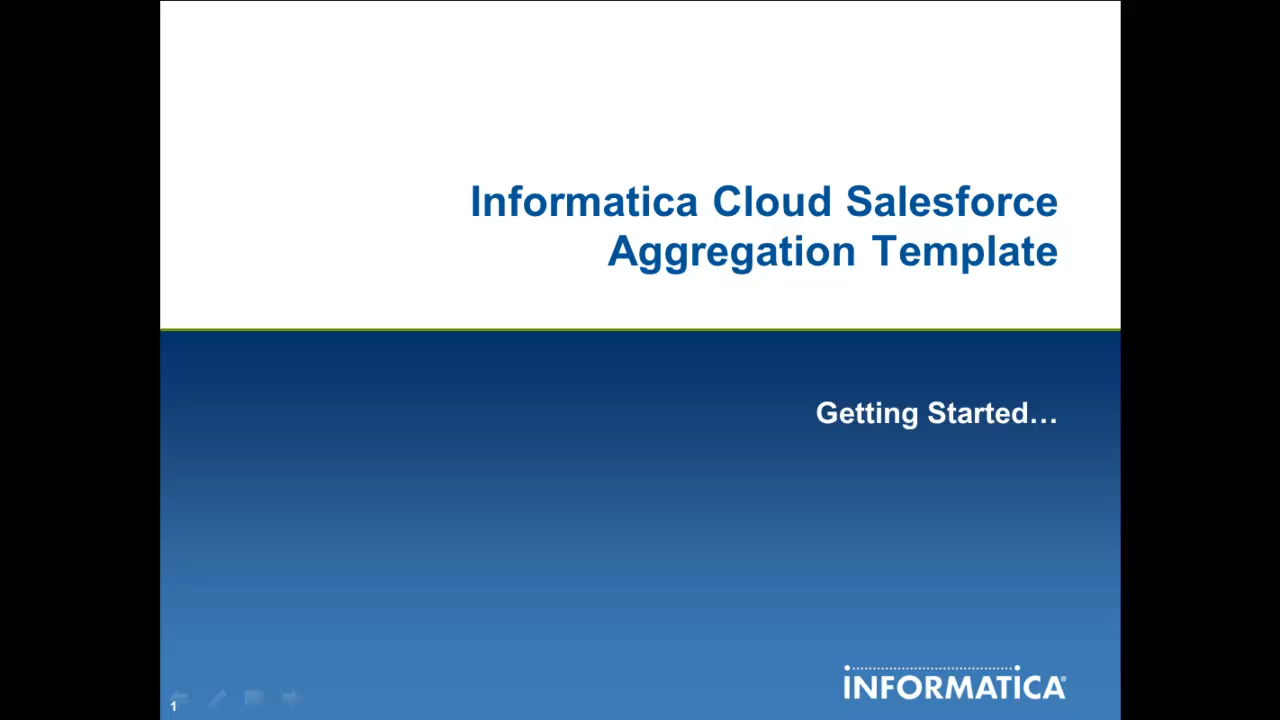 Informatica Cloud Salesforce
Aggregation Template
Getting Started…
INFORMATICA®
1